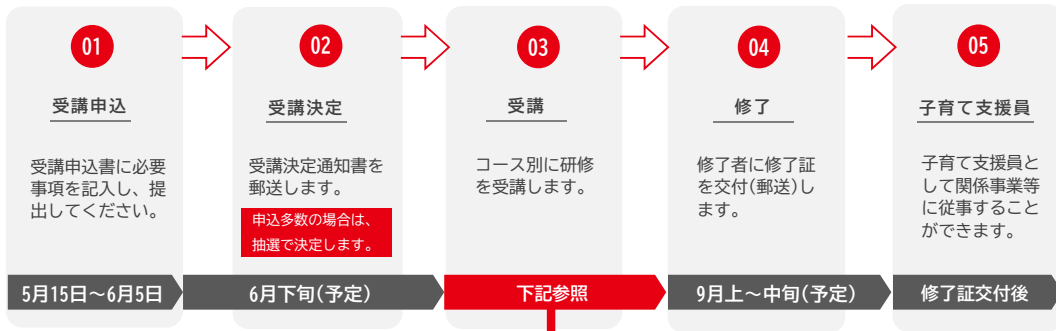 01
受講申込
受講申込書に必要
事項を記入し、提
出してください。
5月15日～6月5日
02
受講決定
受講決定通知書を
郵送します。
申込多数の場合は、
抽選で決定します。
6月下旬(予定)
03
受講
コース別に研修
を受講します。
下記参照
04
修了
修了者に修了証
を交付(郵送)し
ます。
9月上～中旬(予定)
05
子育て支援員
子育て支援員と
して関係事業等
に従事すること
ができます。
修了証交付後